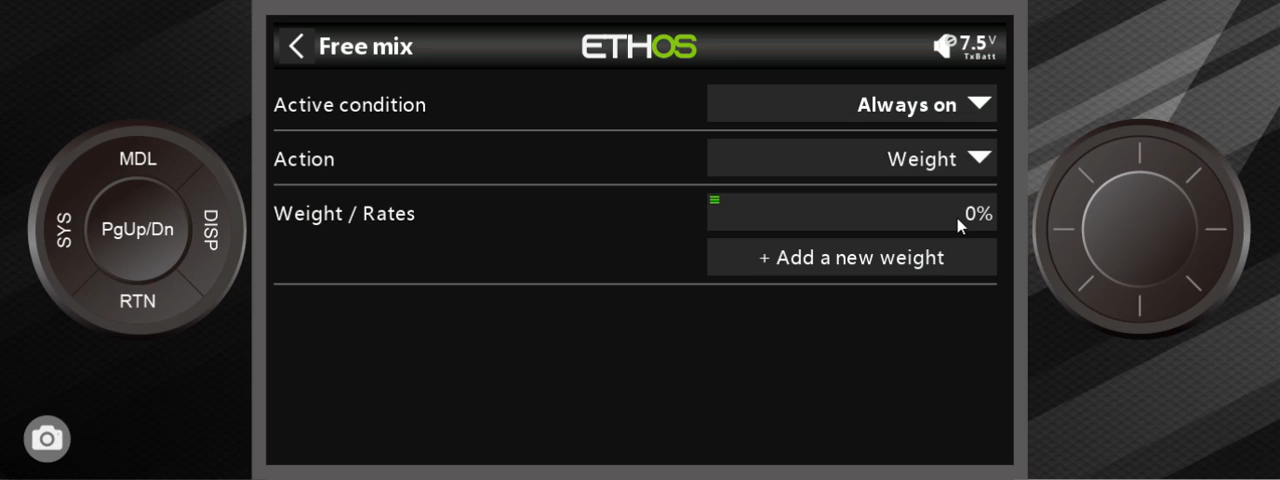 Free mix
ETHOS
7.5V
TxBatt
Active condition
Always on
Action
Weight
Weight / Rates
0%
+ Add a new weight
MDL
SYS
PgUp/Dn
DISP
RTN